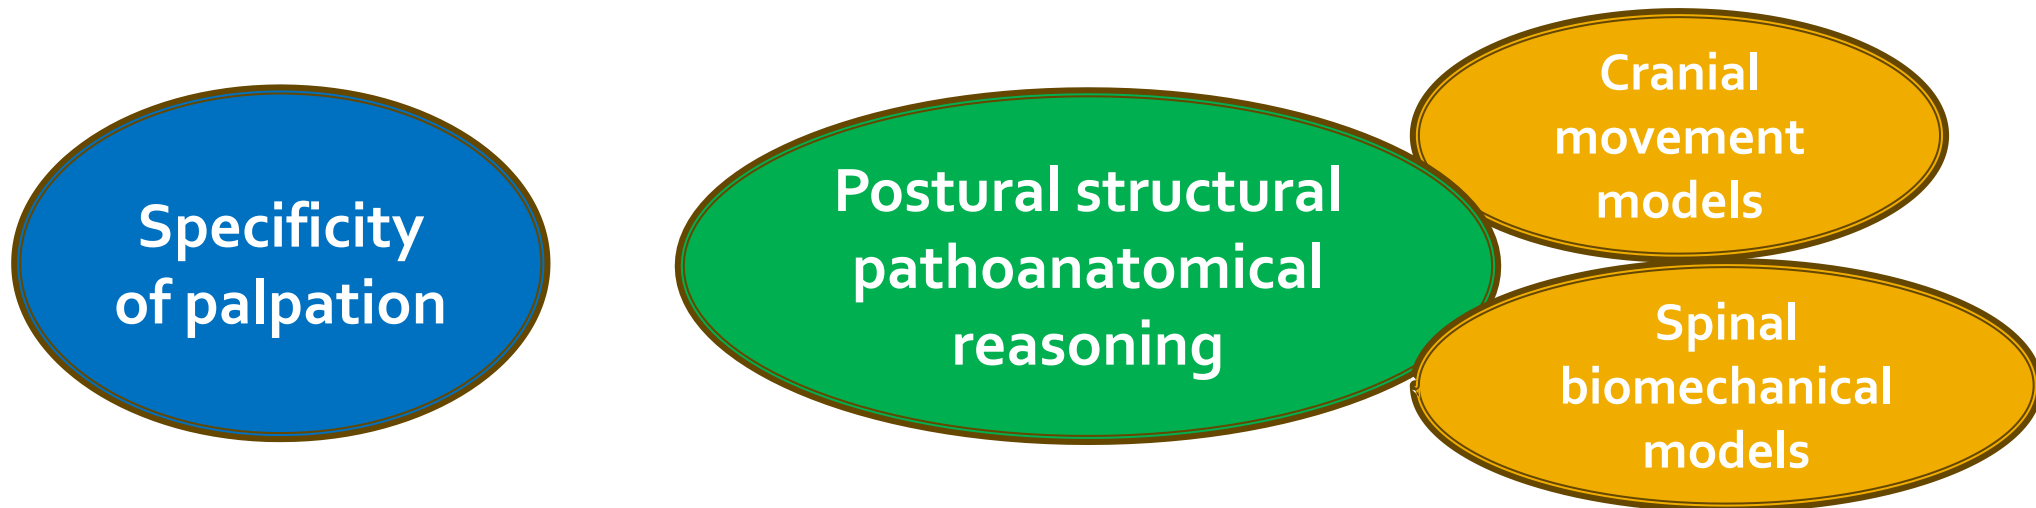 Specificity
of palpation
Postural structural
pathoanatomical
reasoning
Cranial
movement
models
Spinal
biomechanical
models